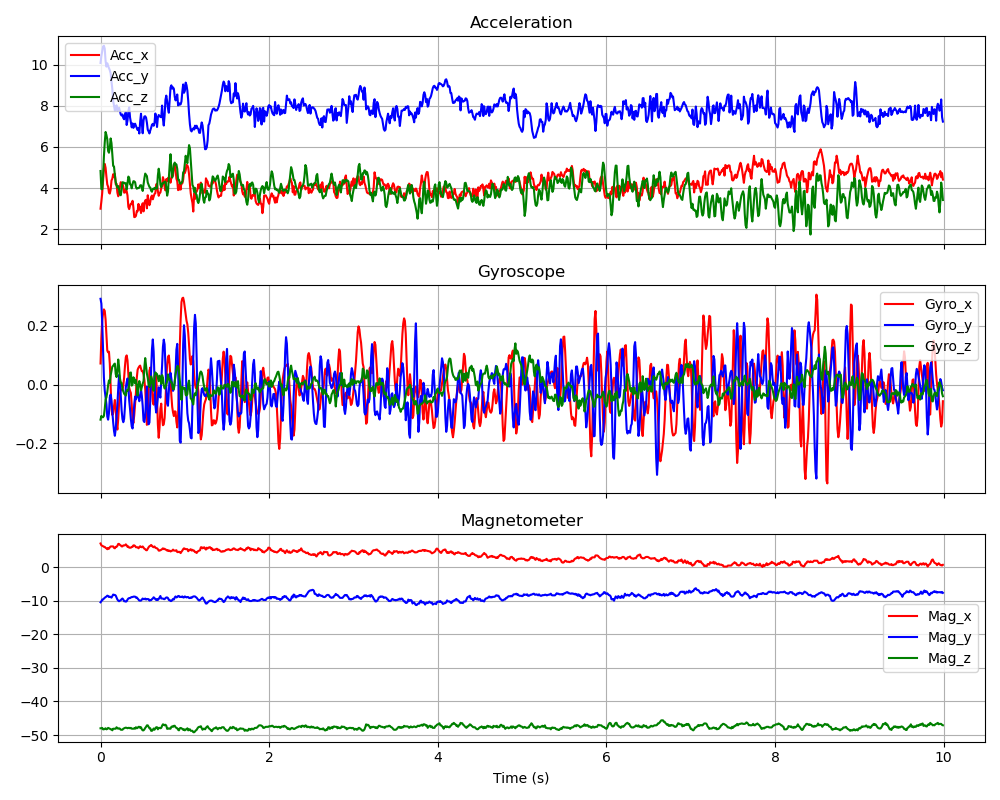 Acceleration
Acc_x
Acc_y
Acc_z
10
8
6
4
2
Gyroscope
Gyro_x
Gyro_y
Gyro_z
0.2
0.0
−0.2
Magnetometer
Mag_x
Mag_y
Mag_z
0
−10
−20
−30
−40
−50
0 2 4 6 8 10
Time (s)